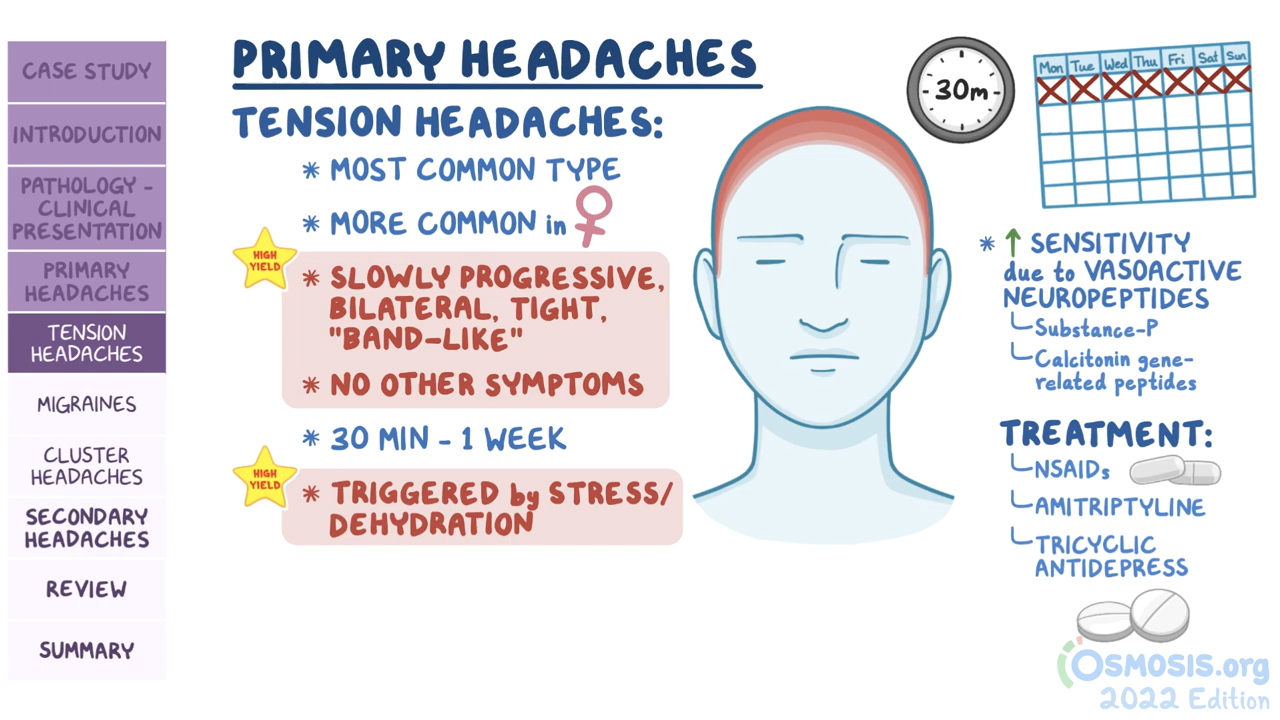 CASE STUDY
INTRODUCTION
PATHOLOGY -
CLINICAL
PRESENTATION
PRIMARY
HEADACHES
TENSION
HEADACHES
MIGRAINES
CLUSTER
HEADACHES
SECONDARY
HEADACHES
REVIEW
SUMMARY
PRIMARY HEADACHES
TENSION HEADACHES:
* MOST COMMON TYPE
* MORE COMMON in ♀
HIGH
YIELD
* SLOWLY PROGRESSIVE,
BILATERAL, TIGHT,
"BAND-LIKE"
* NO OTHER SYMPTOMS
* 30 MIN - 1 WEEK
HIGH
YIELD
* TRIGGERED by STRESS/
DEHYDRATION
30m
Mon Tue Wed Thu Fri Sat Sun
* ↑ SENSITIVITY
due to VASOACTIVE
NEUROPEPTIDES
Substance-P
Calcitonin gene-
related peptides
TREATMENT:
NSAIDs
AMITRIPTYLINE
TRICYCLIC
ANTIDEPRESS
OSMOSIS.org
2022 Edition